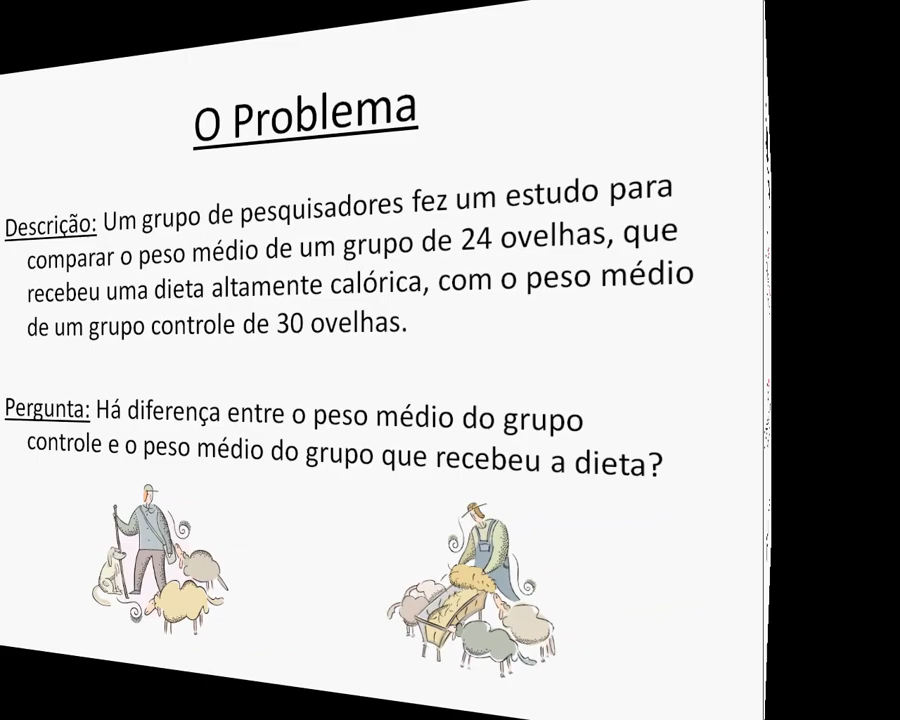 O Problema
Descrição: Um grupo de pesquisadores fez um estudo para
comparar o peso médio de um grupo de 24 ovelhas, que
recebeu uma dieta altamente calórica, com o peso médio
de um grupo controle de 30 ovelhas.
Pergunta: Há diferença entre o peso médio do grupo
controle e o peso médio do grupo que recebeu a dieta?